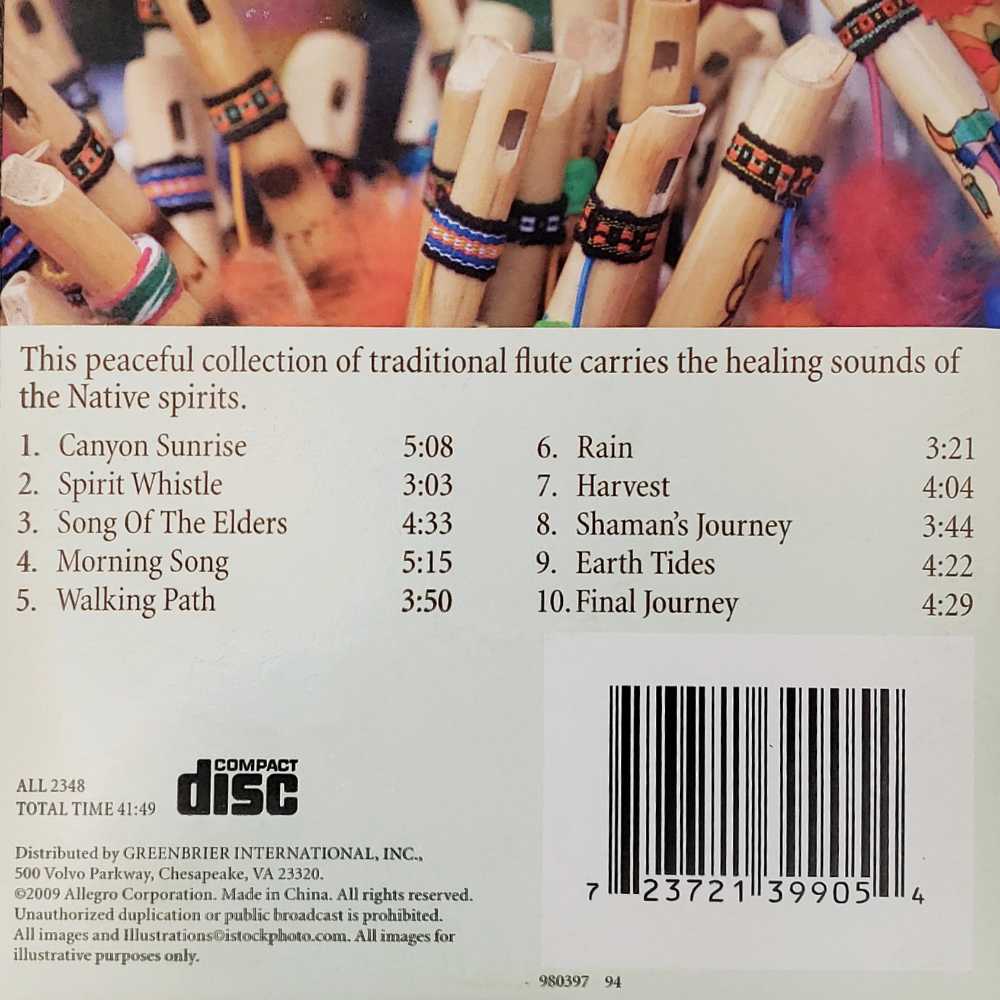 This peaceful collection of traditional flute carries the healing sounds of
the Native spirits.
1. Canyon Sunrise 5:08
2. Spirit Whistle 3:03
3. Song Of The Elders 4:33
4. Morning Song 5:15
5. Walking Path 3:50
6. Rain 3:21
7. Harvest 4:04
8. Shaman's Journey 3:44
9. Earth Tides 4:22
10. Final Journey 4:29
ALL 2348
TOTAL TIME 41:49
COMPACT
disc
Distributed by GREENBRIER INTERNATIONAL, INC.,
500 Volvo Parkway, Chesapeake, VA 23320.
©2009 Allegro Corporation. Made in China. All rights reserved.
Unauthorized duplication or public broadcast is prohibited.
All images and Illustrations©istockphoto.com. All images for
illustrative purposes only.
7 23721 39905 4
980397 94